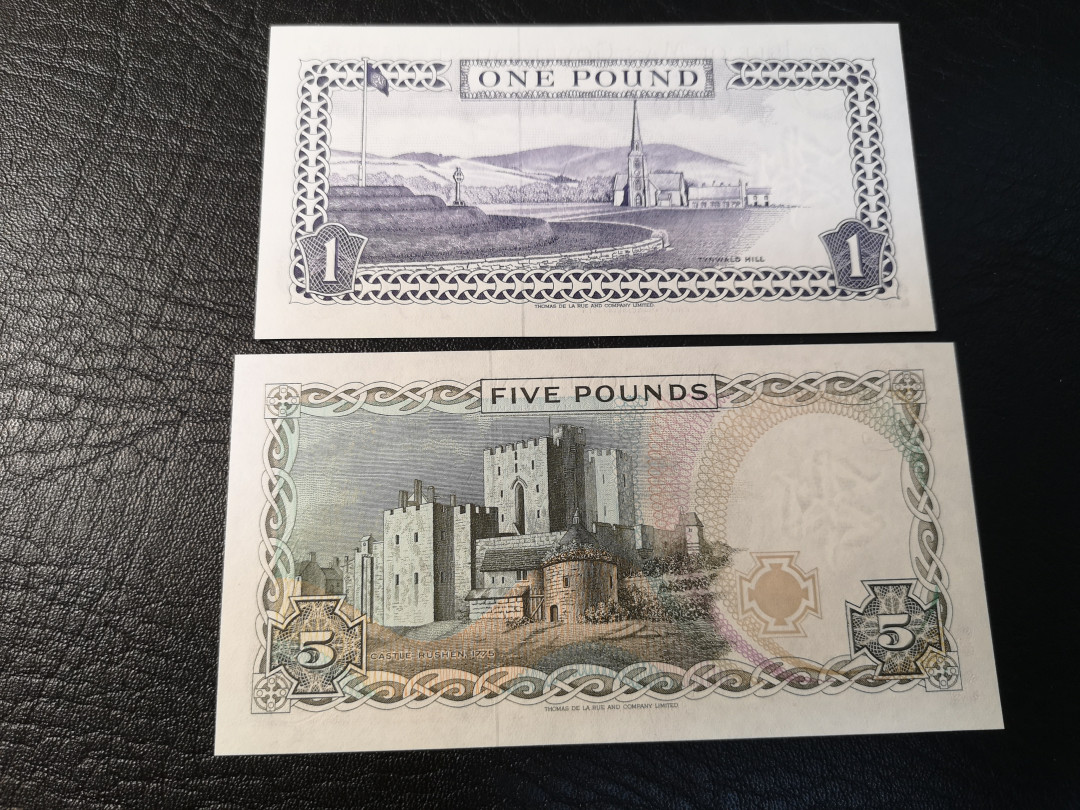 ONE POUND
TYNWALD HILL
1
1
THOMAS DE LA RUE AND COMPANY LIMITED.
FIVE POUNDS
5
CASTLE RUSHEN, 1775
5
THOMAS DE LA RUE AND COMPANY LIMITED